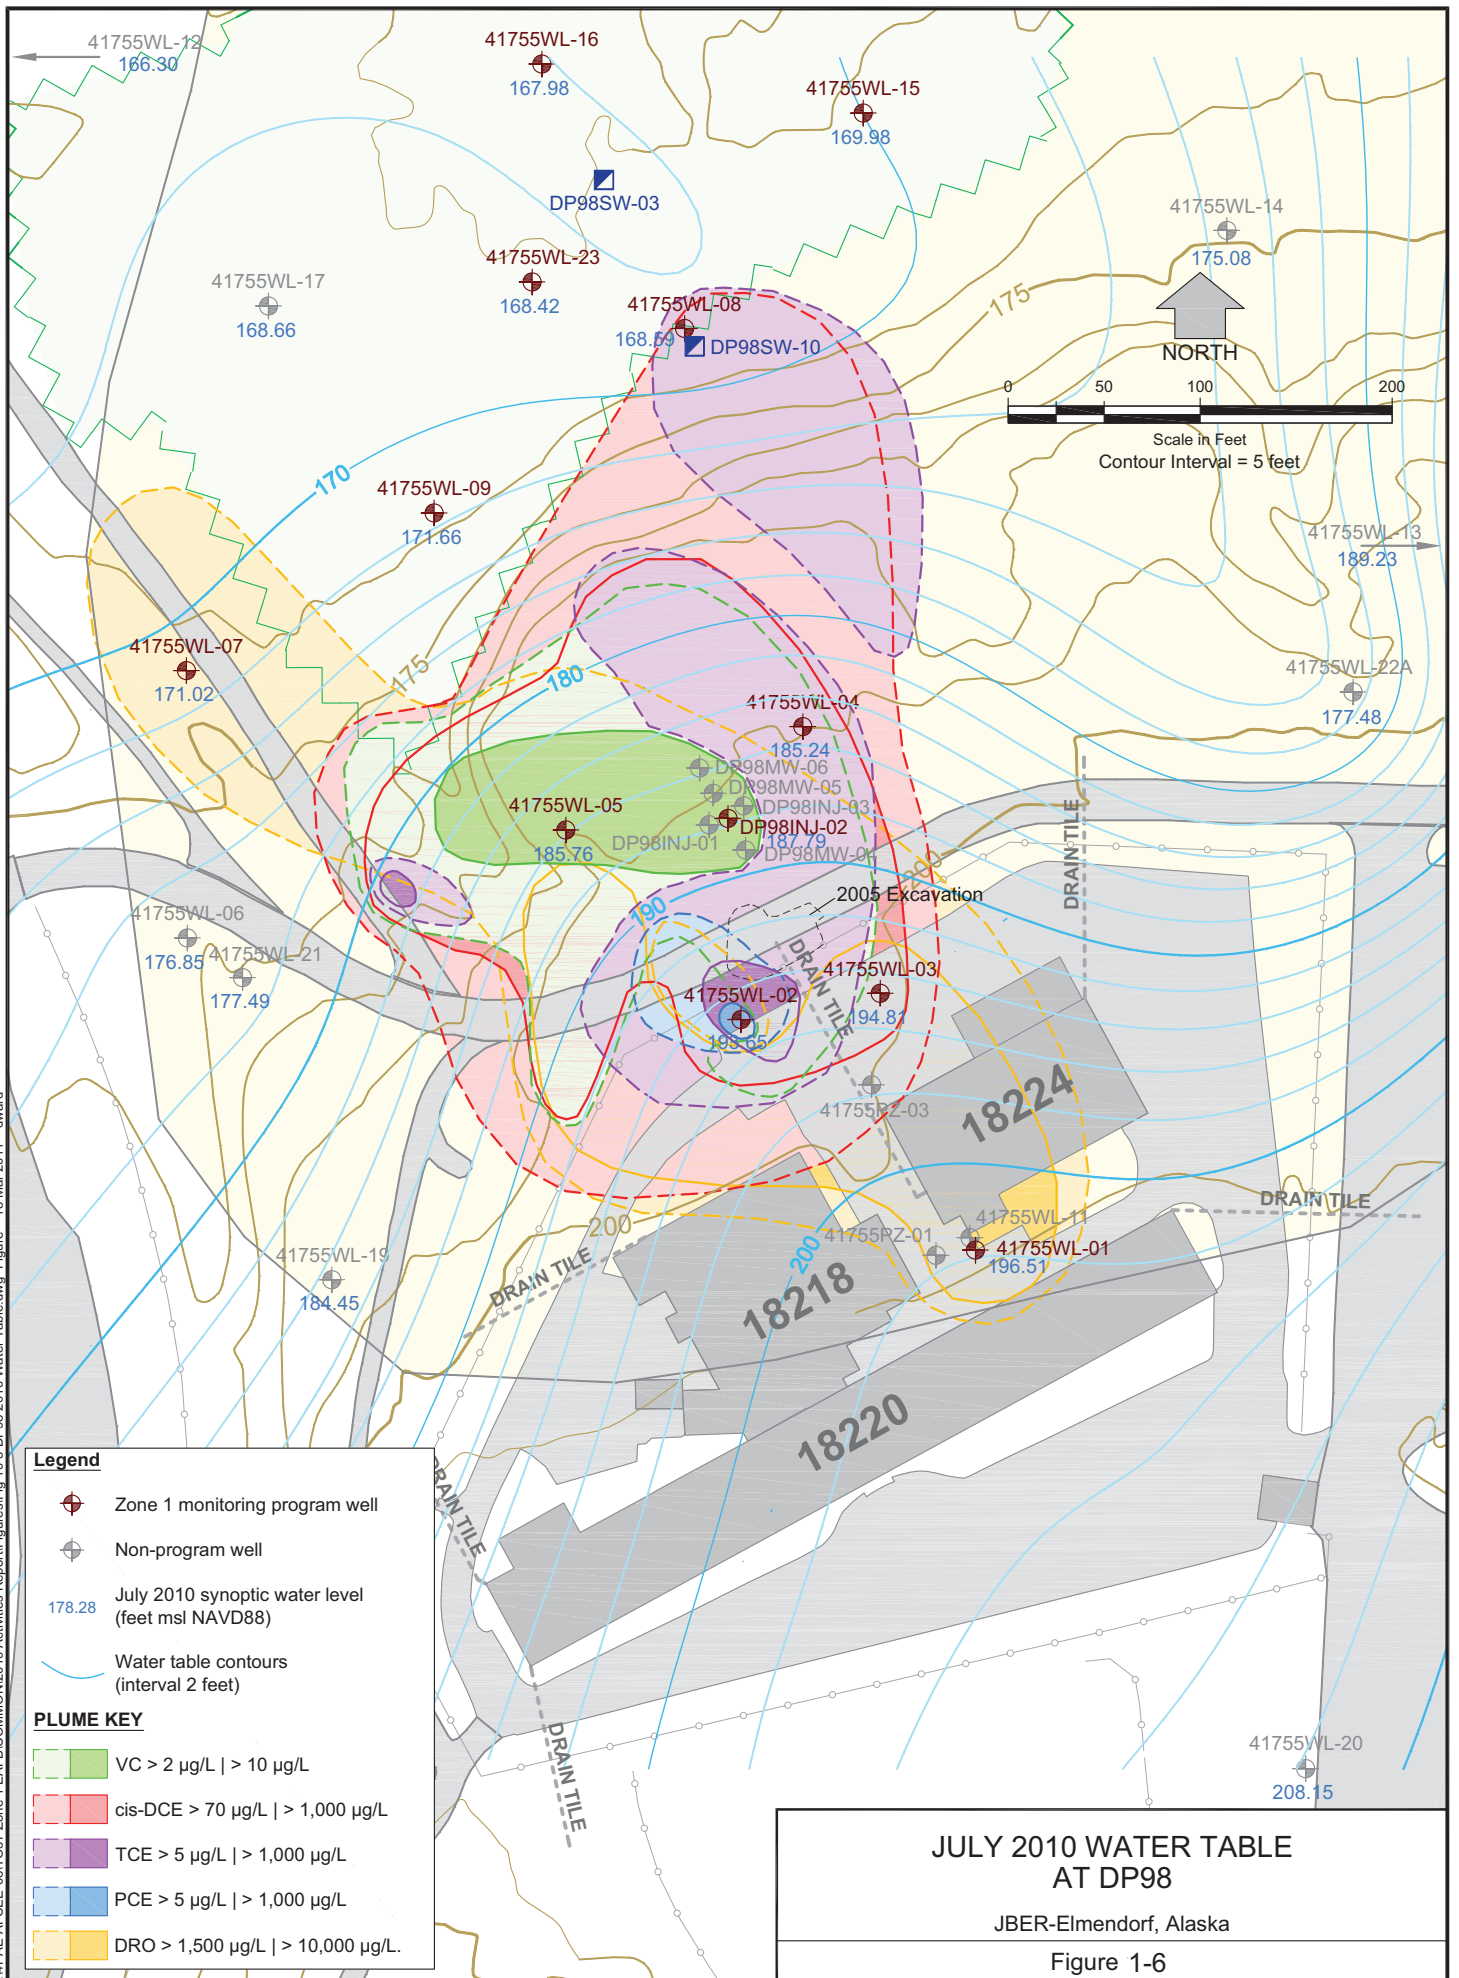 41755WL-12
166.30
41755WL-16
167.98
41755WL-15
169.98
DP98SW-03
41755WL-14
175.08
41755WL-23
168.42
41755WL-17
168.66
41755WL-08
168.59
DP98SW-10
175
NORTH
0 50 100 200
Scale in Feet
Contour Interval = 5 feet
170
41755WL-09
171.66
41755WL-13
189.23
41755WL-07
171.02
175
180
41755WL-22A
177.48
41755WL-04
185.24
DP98MW-06
DP98MW-05
DP98INJ-03
41755WL-05
185.76
DP98INJ-02
187.79
DP98INJ-01
DP98MW-04
DRAIN TILE
200
2005 Excavation
190
41755WL-06
176.85
41755WL-21
177.49
DRAIN TILE
41755WL-03
194.81
41755WL-02
193.65
41755PZ-03
18224
DRAIN TILE
200
41755WL-11
41755PZ-01
41755WL-01
196.51
200
41755WL-19
184.45
DRAIN TILE
18218
18220
DRAIN TILE
DRAIN TILE
41755WL-20
208.15
Legend
Zone 1 monitoring program well
Non-program well
178.28
July 2010 synoptic water level
(feet msl NAVD88)
Water table contours
(interval 2 feet)
PLUME KEY
VC > 2 µg/L | > 10 µg/L
cis-DCE > 70 µg/L | > 1,000 µg/L
TCE > 5 µg/L | > 1,000 µg/L
PCE > 5 µg/L | > 1,000 µg/L
DRO > 1,500 µg/L | > 10,000 µg/L.
JULY 2010 WATER TABLE
AT DP98
JBER-Elmendorf, Alaska
Figure 1-6